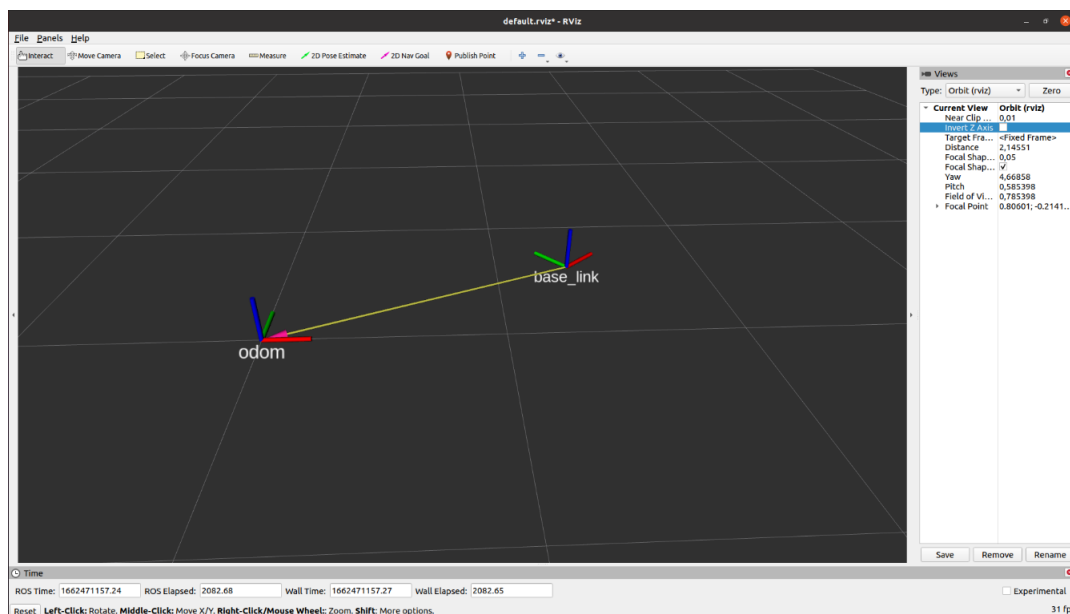 default.rviz* - RViz
File Panels Help
Interact Move Camera Select Focus Camera Measure 2D Pose Estimate 2D Nav Goal Publish Point
Views
Type: Orbit (rviz) Zero
Current View Orbit (rviz)
Near Clip ... 0,01
Invert Z Axis
Target Fra... <Fixed Frame>
Distance 2,14551
Focal Shap... 0,05
Focal Shap...
Yaw 4,66858
Pitch 0,585398
Field of Vi... 0,785398
Focal Point 0.80601; -0.2141...
base_link
odom
Save Remove Rename
Time
ROS Time: 1662471157.24 ROS Elapsed: 2082.68 Wall Time: 1662471157.27 Wall Elapsed: 2082.65 Experimental
Reset Left-Click: Rotate. Middle-Click: Move X/Y. Right-Click/Mouse Wheel:: Zoom. Shift: More options. 31 fp